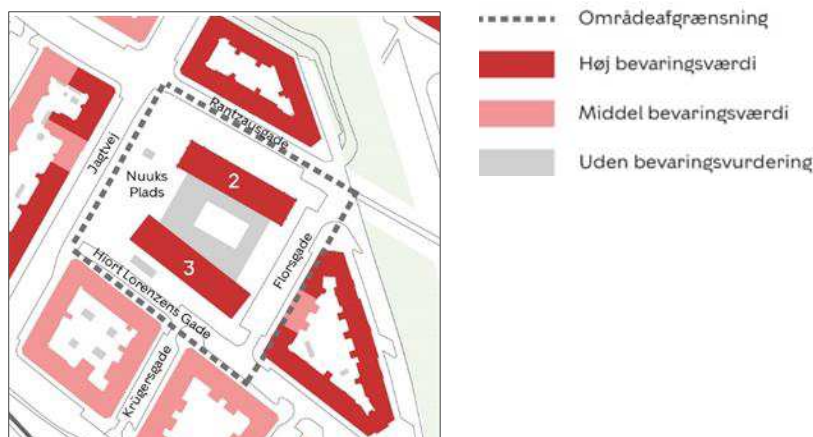 Rantzausgade
Jagtvej
Nuuks
Plads
2
3
Florsgade
Hiort Lorenzens Gade
Krügersgade
Områdeafgrænsning
Høj bevaringsværdi
Middel bevaringsværdi
Uden bevaringsvurdering